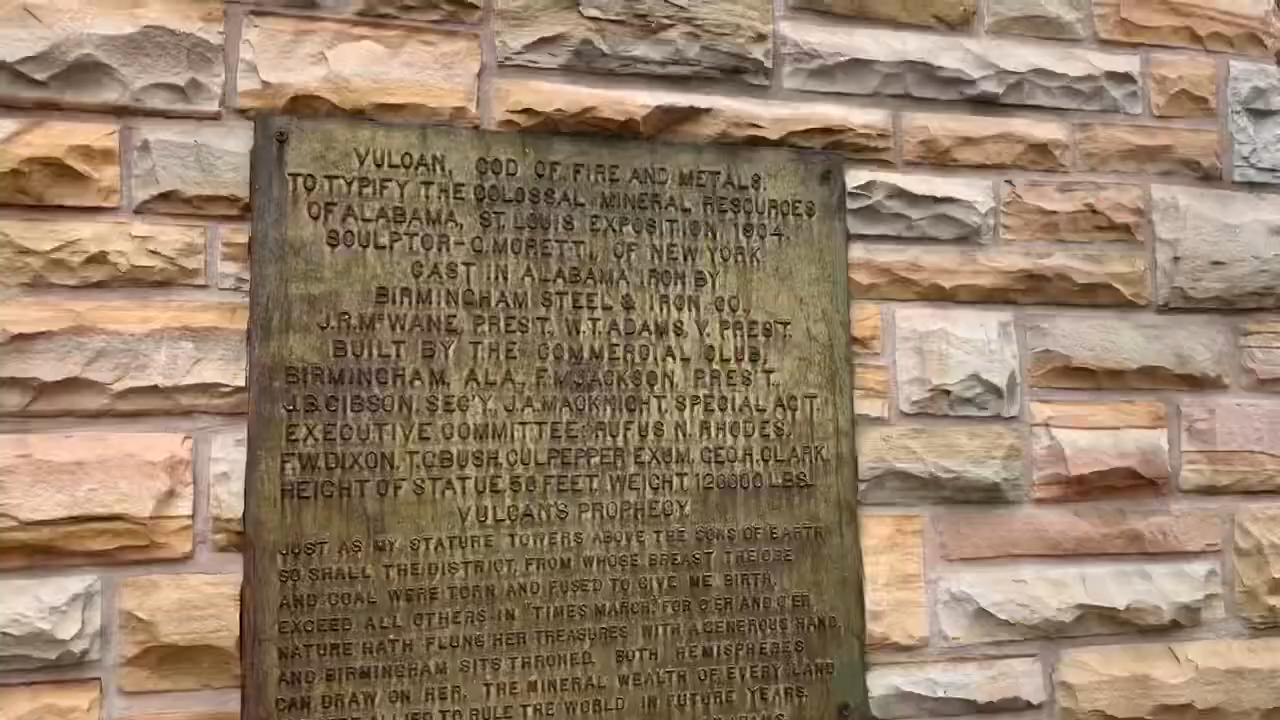 VULCAN, GOD OF FIRE AND METALS.
TO TYPIFY THE COLOSSAL MINERAL RESOURCES
OF ALABAMA, ST. LOUIS EXPOSITION, 1904.
SCULPTOR-G.MORETTI, OF NEW YORK
CAST IN ALABAMA IRON BY
BIRMINGHAM STEEL & IRON CO.,
J.R.McWANE, PREST. W.T.ADAMS, V. PREST.
BUILT BY THE COMMERCIAL CLUB,
BIRMINGHAM, ALA., F.M.JACKSON, PREST.
J.B.GIBSON, SEC'Y. J.A.MACKNIGHT, SPECIAL AGT.
EXECUTIVE COMMITTEE: RUFUS N. RHODES,
F.W.DIXON, T.C.BUSH, CULPEPPER EXUM, GEO.H.CLARK.
HEIGHT OF STATUE 50 FEET. WEIGHT 120000 LBS.
VULCAN'S PROPHECY.
JUST AS MY STATURE TOWERS ABOVE THE SONS OF EARTH
SO SHALL THE DISTRICT, FROM WHOSE BREAST THE ORE
AND COAL WERE TORN AND FUSED TO GIVE ME BIRTH,
EXCEED ALL OTHERS IN "TIMES MARCH" FOR O'ER AND O'ER
NATURE HATH FLUNG HER TREASURES WITH A GENEROUS HAND,
AND BIRMINGHAM SITS THRONED. BOTH HEMISPHERES
CAN DRAW ON HER. THE MINERAL WEALTH OF EVERY LAND
ALLIED TO RULE THE WORLD IN FUTURE YEARS.